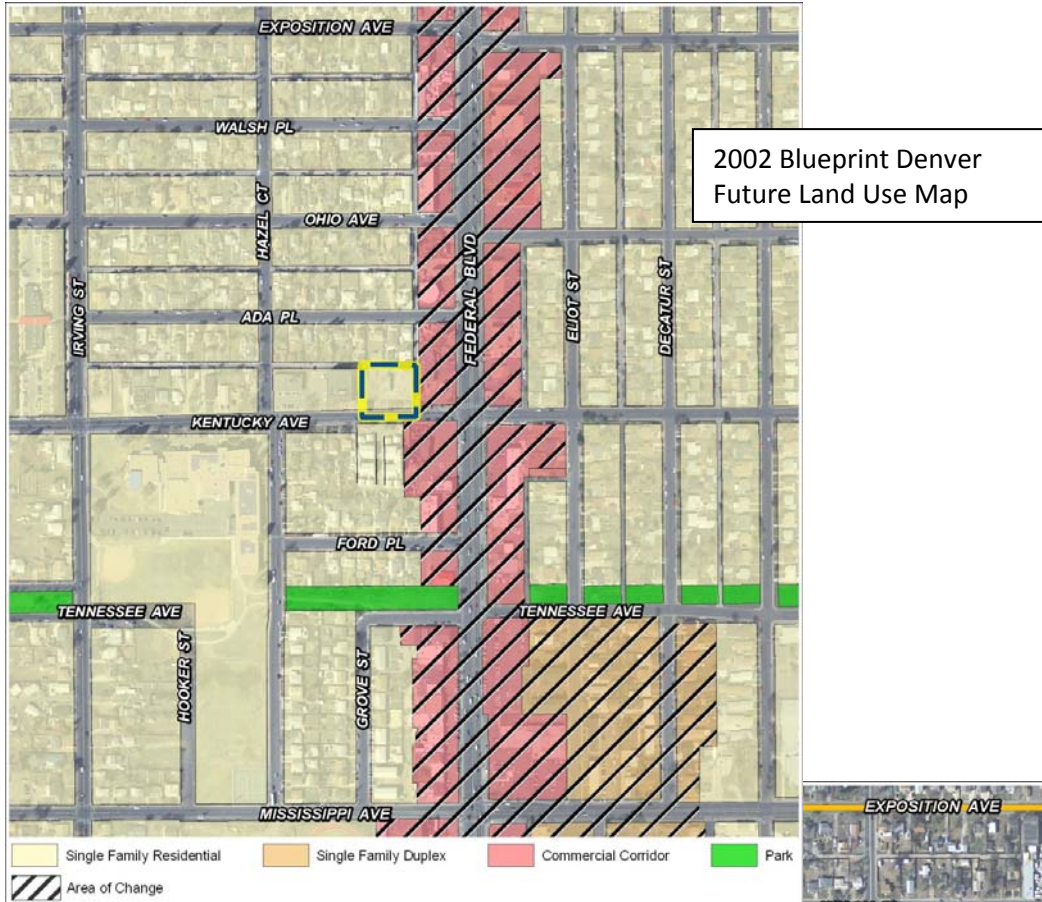 EXPOSITION AVE
WALSH PL
2002 Blueprint Denver
Future Land Use Map
HAZEL CT
OHIO AVE
FEDERAL BLVD
IRVING ST
ADA PL
ELIOT ST
DECATUR ST
KENTUCKY AVE
FORD PL
TENNESSEE AVE
TENNESSEE AVE
HOOKER ST
GROVE ST
MISSISSIPPI AVE
EXPOSITION AVE
Single Family Residential
Single Family Duplex
Commercial Corridor
Park
Area of Change